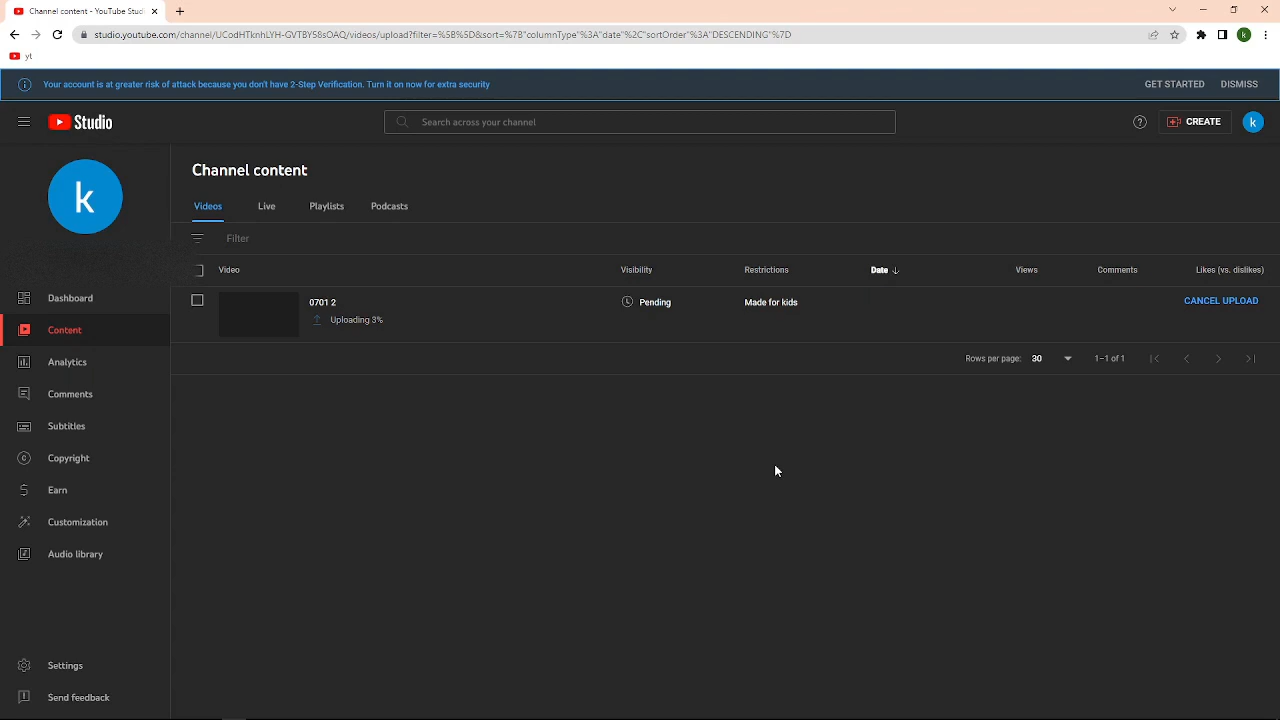 Channel content - YouTube Studi
studio.youtube.com/channel/UCodHTknhLYH-GVTBY58sOAQ/videos/upload?filter=%5B%5D&sort=%7B"columnType"%3A"date"%2C"sortOrder"%3A"DESCENDING"%7D
k
yt
Your account is at greater risk of attack because you don't have 2-Step Verification. Turn it on now for extra security
GET STARTED
DISMISS
Studio
Search across your channel
CREATE
k
k
Channel content
Videos
Live
Playlists
Podcasts
Filter
Video
Visibility
Restrictions
Date
Views
Comments
Likes (vs. dislikes)
0701 2
Uploading 3%
Pending
Made for kids
CANCEL UPLOAD
Rows per page:
30
1–1 of 1
Dashboard
Content
Analytics
Comments
Subtitles
Copyright
Earn
Customization
Audio library
Settings
Send feedback